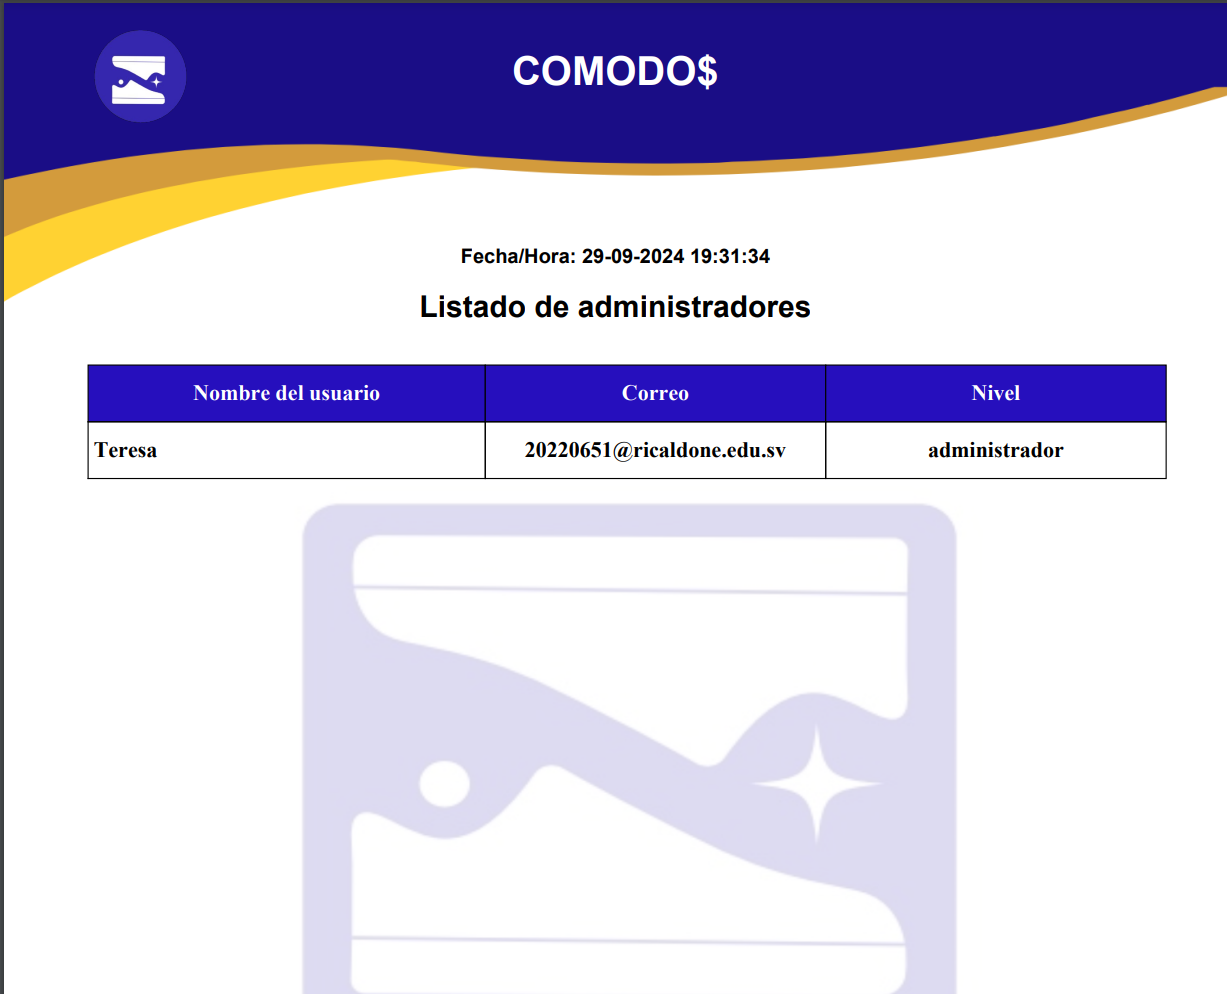 COMODO$
Fecha/Hora: 29-09-2024 19:31:34
Listado de administradores
Nombre del usuario Correo Nivel
Teresa 20220651@ricaldone.edu.sv administrador